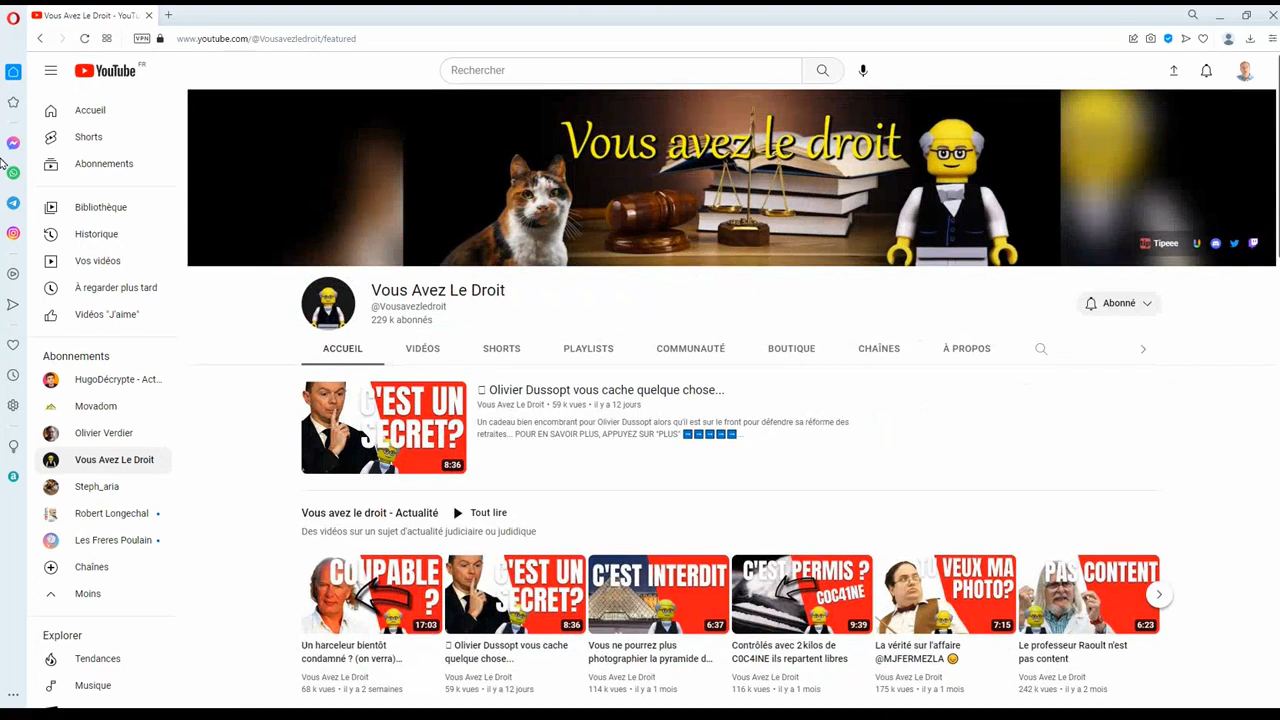 Vous Avez Le Droit - YouTu
VPN
www.youtube.com/@Vousavezledroit/featured
YouTube FR
Rechercher
Accueil
Shorts
Abonnements
Bibliothèque
Historique
Vos vidéos
À regarder plus tard
Vidéos "J'aime"
Abonnements
HugoDécrypte - Act...
Movadom
Olivier Verdier
Vous Avez Le Droit
Steph_aria
Robert Longechal
Les Freres Poulain
Chaînes
Moins
Explorer
Tendances
Musique
Vous avez le droit
tip Tipeee
Vous Avez Le Droit
@Vousavezledroit
229 k abonnés
Abonné
ACCUEIL VIDÉOS SHORTS PLAYLISTS COMMUNAUTÉ BOUTIQUE CHAÎNES À PROPOS
C'EST UN
SECRET?
8:36
Olivier Dussopt vous cache quelque chose...
Vous Avez Le Droit • 59 k vues • il y a 12 jours
Un cadeau bien encombrant pour Olivier Dussopt alors qu'il est sur le front pour défendre sa réforme des
retraites... POUR EN SAVOIR PLUS, APPUYEZ SUR "PLUS" ...
Vous avez le droit - Actualité Tout lire
Des vidéos sur un sujet d'actualité judiciaire ou judidique
COUPABLE
?
17:03
Un harceleur bientôt
condamné ? (on verra)...
Vous Avez Le Droit
68 k vues • il y a 2 semaines
C'EST UN
SECRET?
8:36
Olivier Dussopt vous cache
quelque chose...
Vous Avez Le Droit
59 k vues • il y a 12 jours
C'EST INTERDIT
6:37
Vous ne pourrez plus
photographier la pyramide d...
Vous Avez Le Droit
114 k vues • il y a 1 mois
C'EST PERMIS ?
COC41NE
9:39
Contrôlés avec 2 kilos de
C0C4INE ils repartent libres
Vous Avez Le Droit
116 k vues • il y a 1 mois
TU VEUX MA
PHOTO?
7:15
La vérité sur l'affaire
@MJFERMEZLA
Vous Avez Le Droit
175 k vues • il y a 1 mois
PAS CONTENT
6:23
Le professeur Raoult n'est
pas content
Vous Avez Le Droit
242 k vues • il y a 2 mois